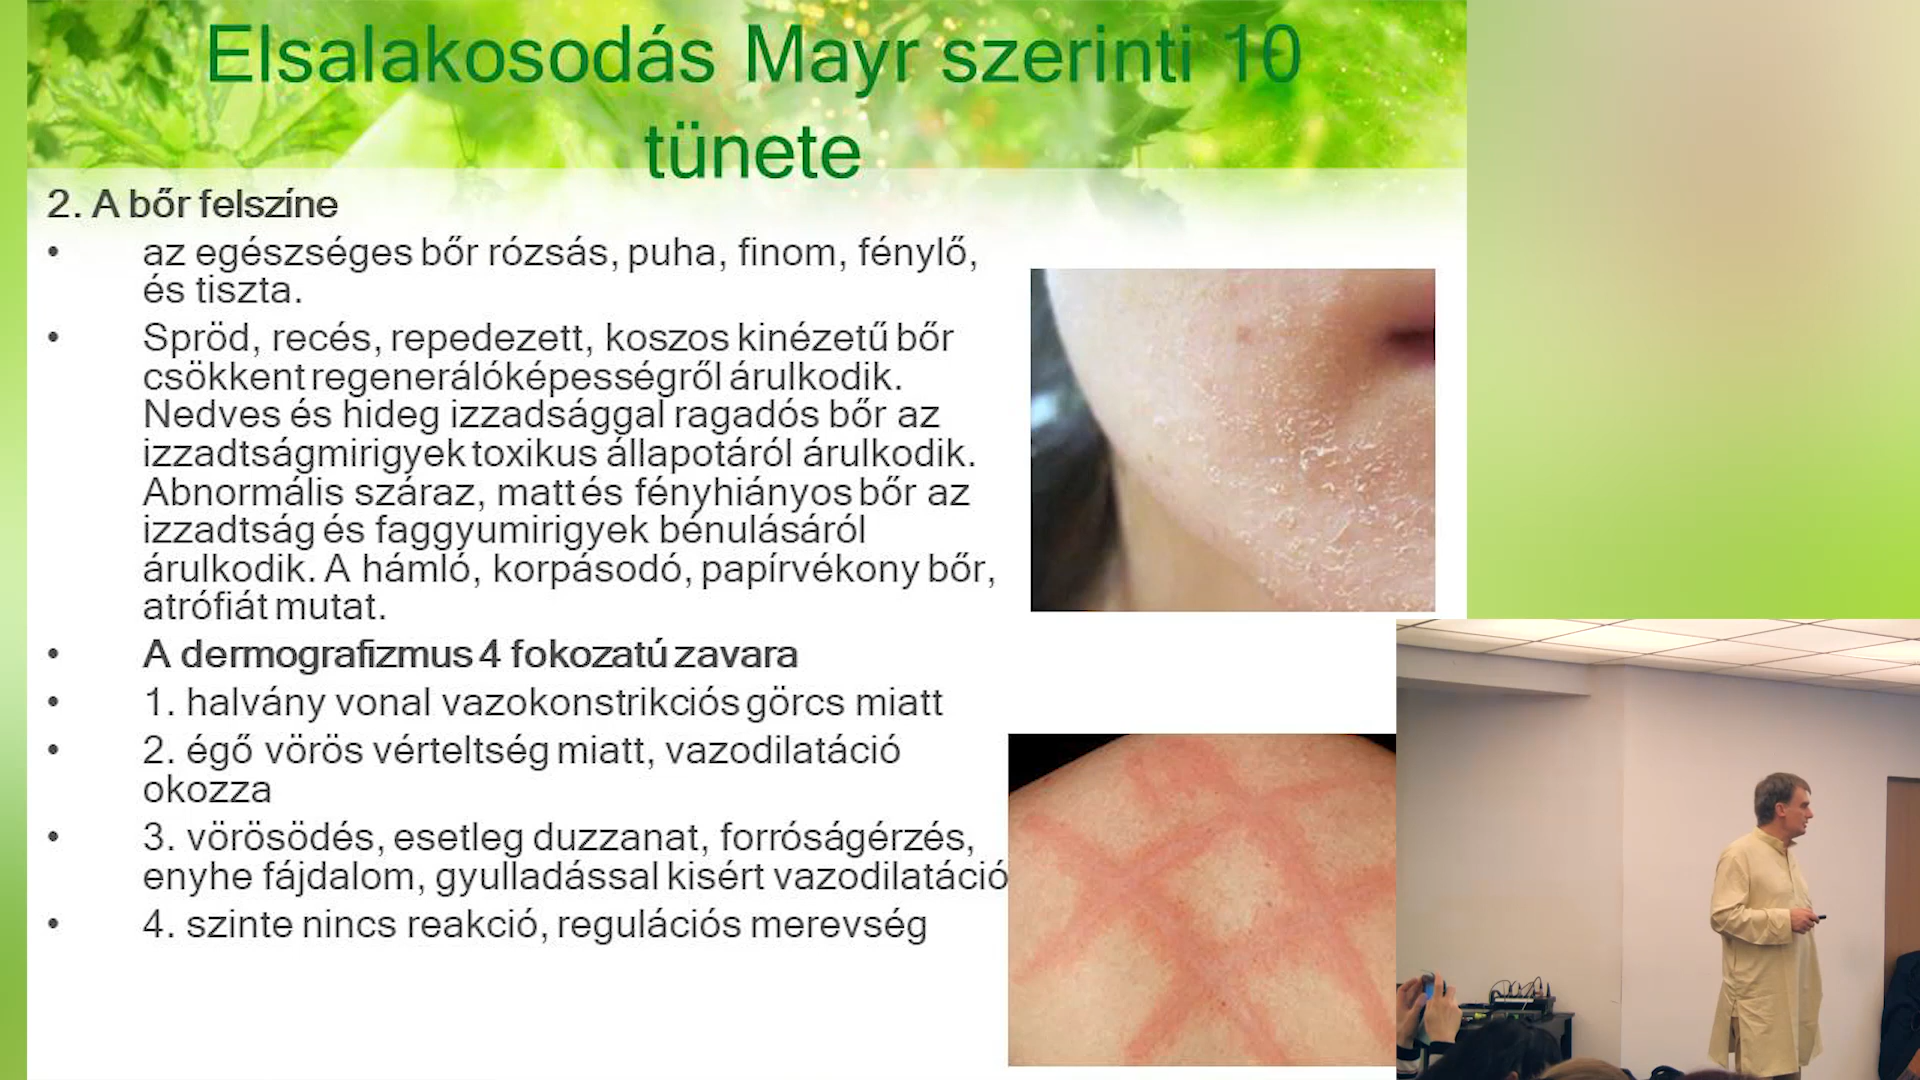 Elsalakosodás Mayr szerinti 10
tünete
2. A bőr felszíne
• az egészséges bőr rózsás, puha, finom, fénylő,
és tiszta.
• Spröd, recés, repedezett, koszos kinézetű bőr
csökkent regenerálóképességről árulkodik.
Nedves és hideg izzadsággal ragadós bőr az
izzadtságmirigyek toxikus állapotáról árulkodik.
Abnormális száraz, matt és fényhiányos bőr az
izzadtság és faggyumirigyek bénulásáról
árulkodik. A hámló, korpásodó, papírvékony bőr,
atrófiát mutat.
• A dermografizmus 4 fokozatú zavara
• 1. halvány vonal vazokonstrikciós görcs miatt
• 2. égő vörös vérteltség miatt, vazodilatáció
okozza
• 3. vörösödés, esetleg duzzanat, forróságérzés,
enyhe fájdalom, gyulladással kisért vazodilatáció
• 4. szinte nincs reakció, regulációs merevség